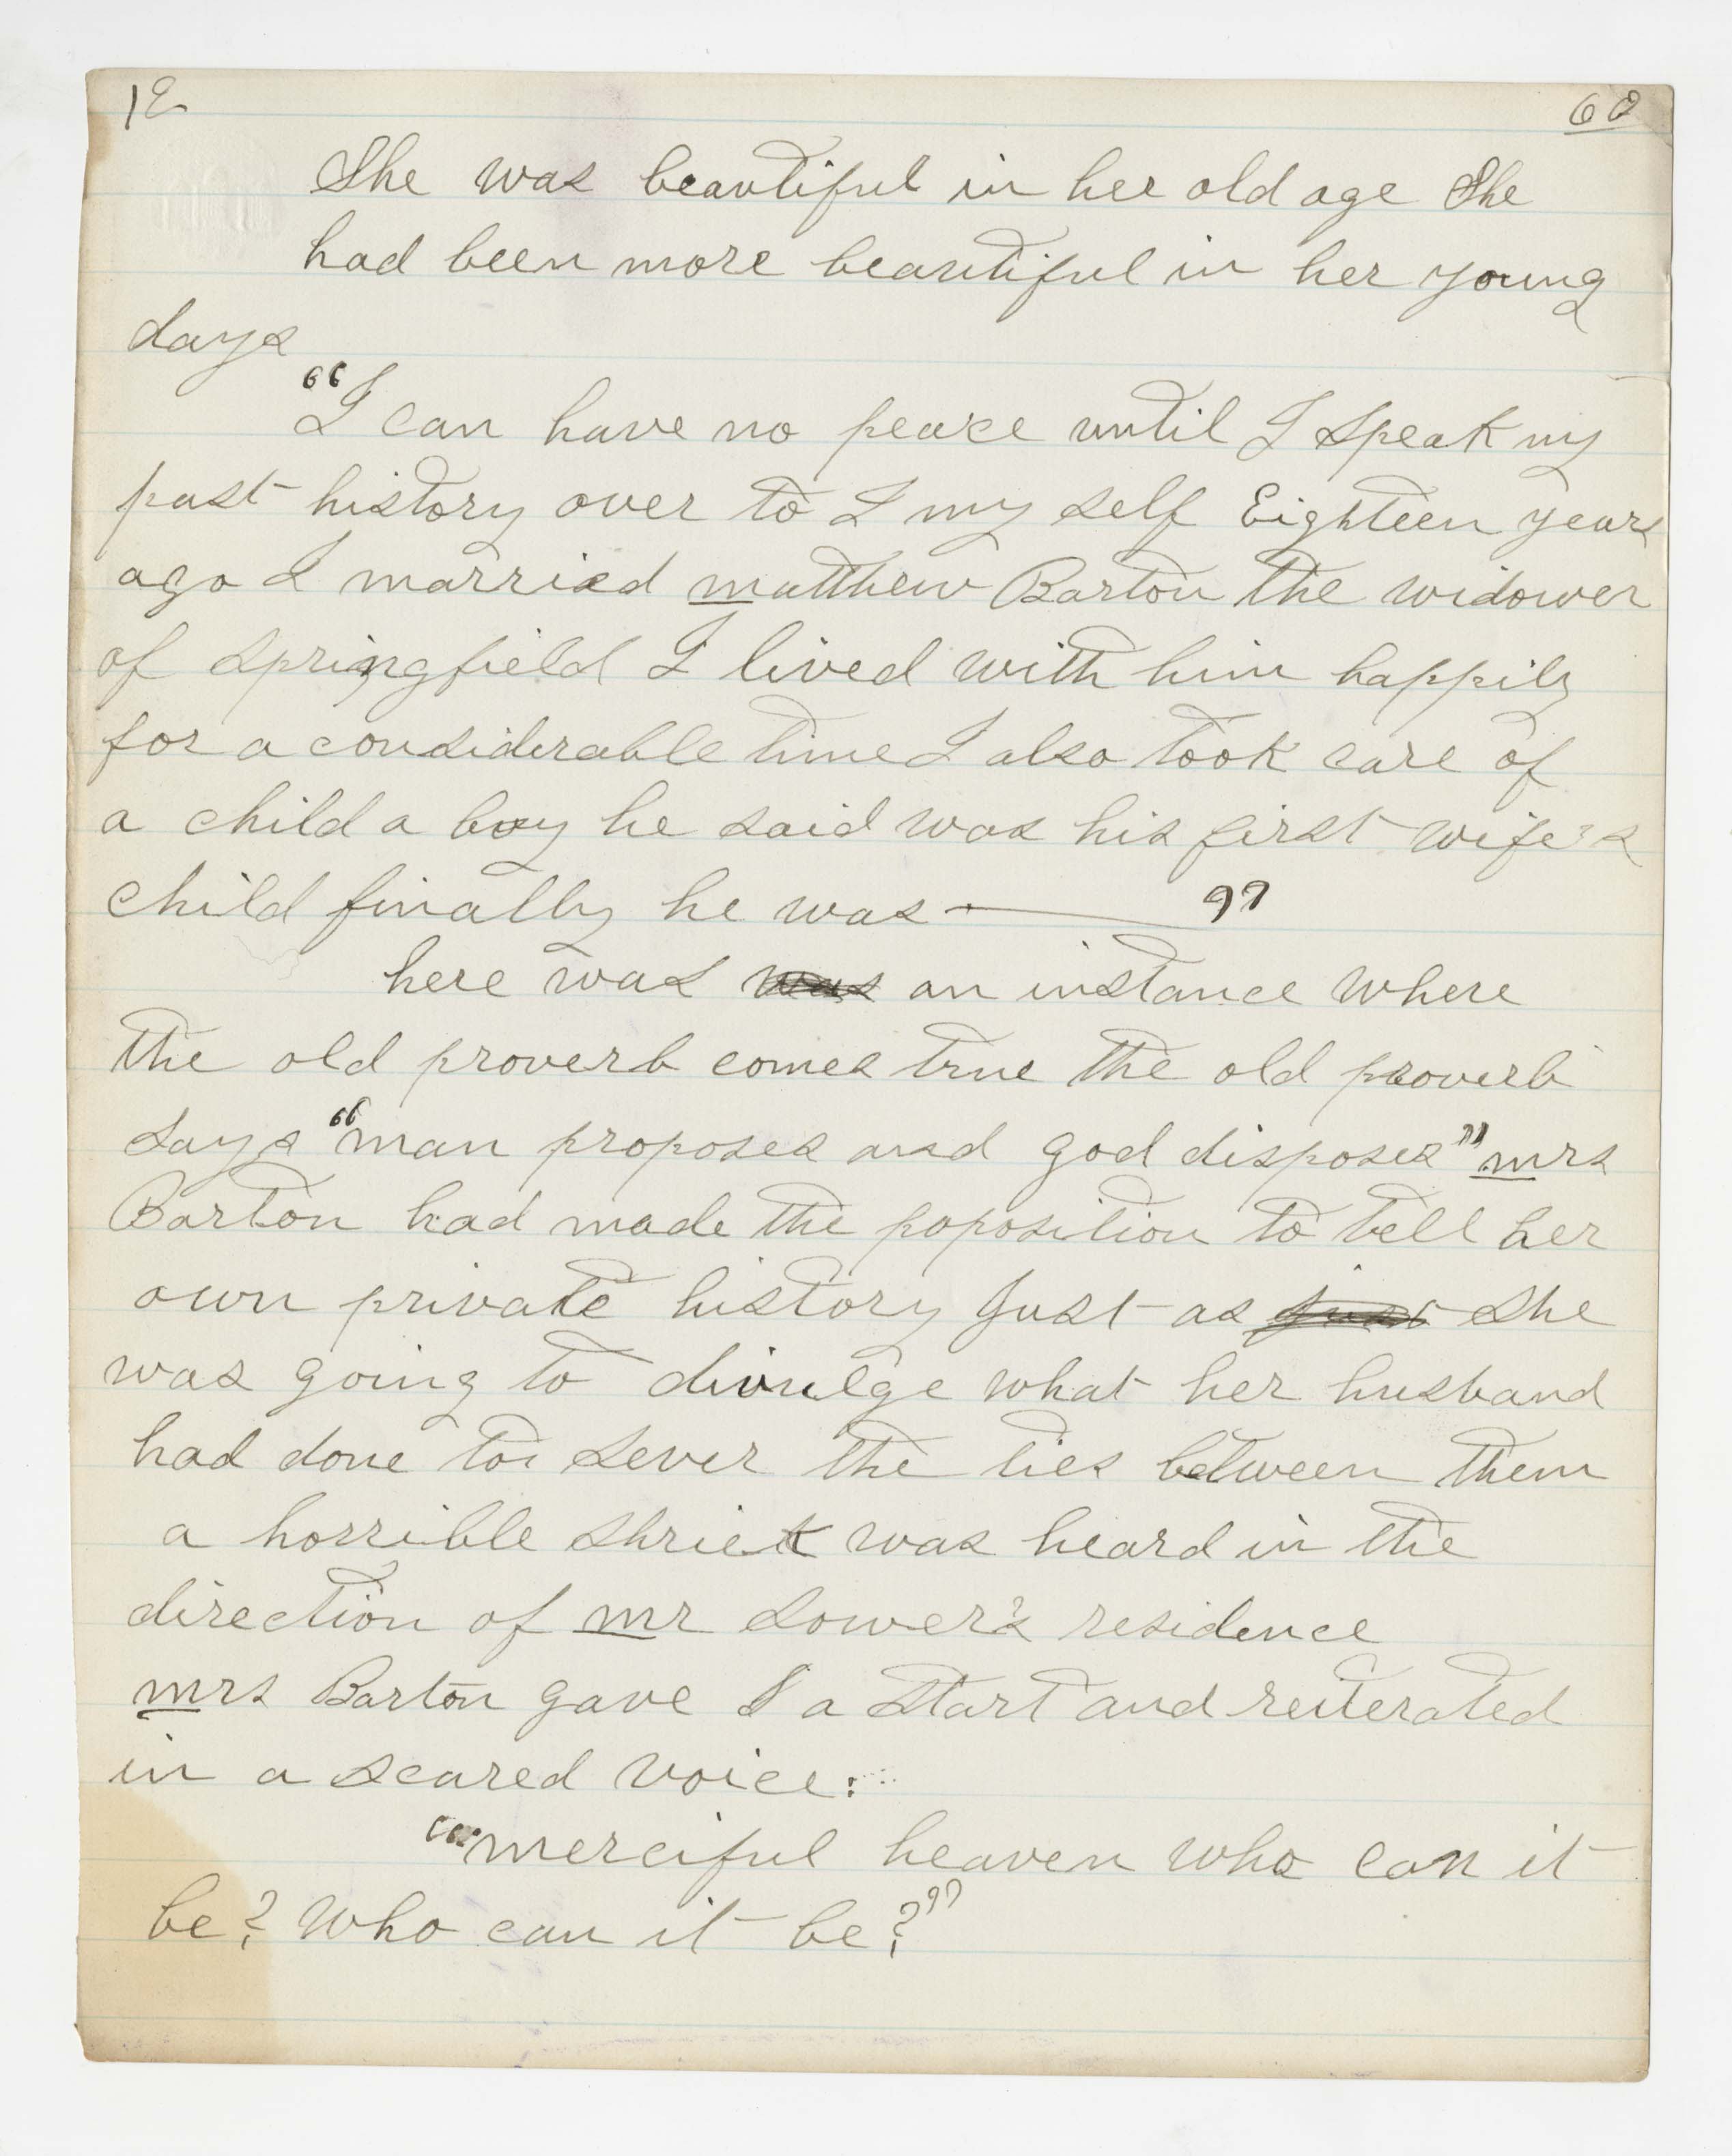 12 60
She was beautiful in her old age She
had been more beautiful in her young
days
"I can have no peace until I speak my
past history over to I my self Eighteen years
ago I married matthew Barton the widower
of springfield I lived with him happily
for a considerable time I also took care of
a child a boy he said was his first wife's
child finally he was — "
here was was an instance where
the old proverb comes true the old proverb
says "man proposes and god disposes" mrs
Barton had made the poposition to tell her
own private history Just as just she
was going to divulge what her husband
had done to sever the ties between them
a horrible shriek was heard in the
direction of mr Lower's residence
mrs Barton gave a start and reiterated
in a scared voice:
"merciful heaven who can it
be? who can it be?"